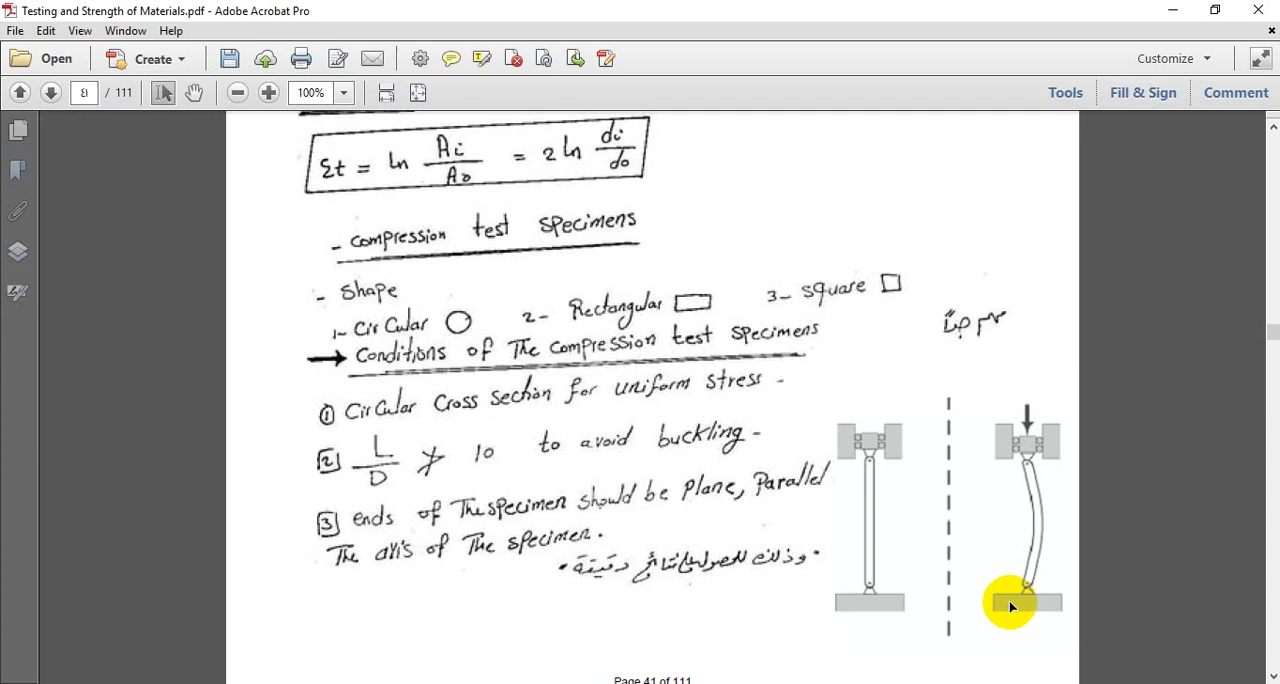 Testing and Strength of Materials.pdf - Adobe Acrobat Pro
File Edit View Window Help
Open Create Customize
٤١ / 111 100% Tools Fill & Sign Comment
Ɛt = ln Ai/Ao = 2 ln di/do
- Compression test specimens
- Shape
1- Circular 2- Rectangular 3- Square
مهم جداً
→ Conditions of The compression test specimens
① Circular Cross section for uniform stress -
[2] L/D ≯ 10 to avoid buckling -
[3] ends of The specimen should be plane, Parallel
The axis of The specimen.
• وذلك للحصول على نتائج دقيقة •
Page 41 of 111